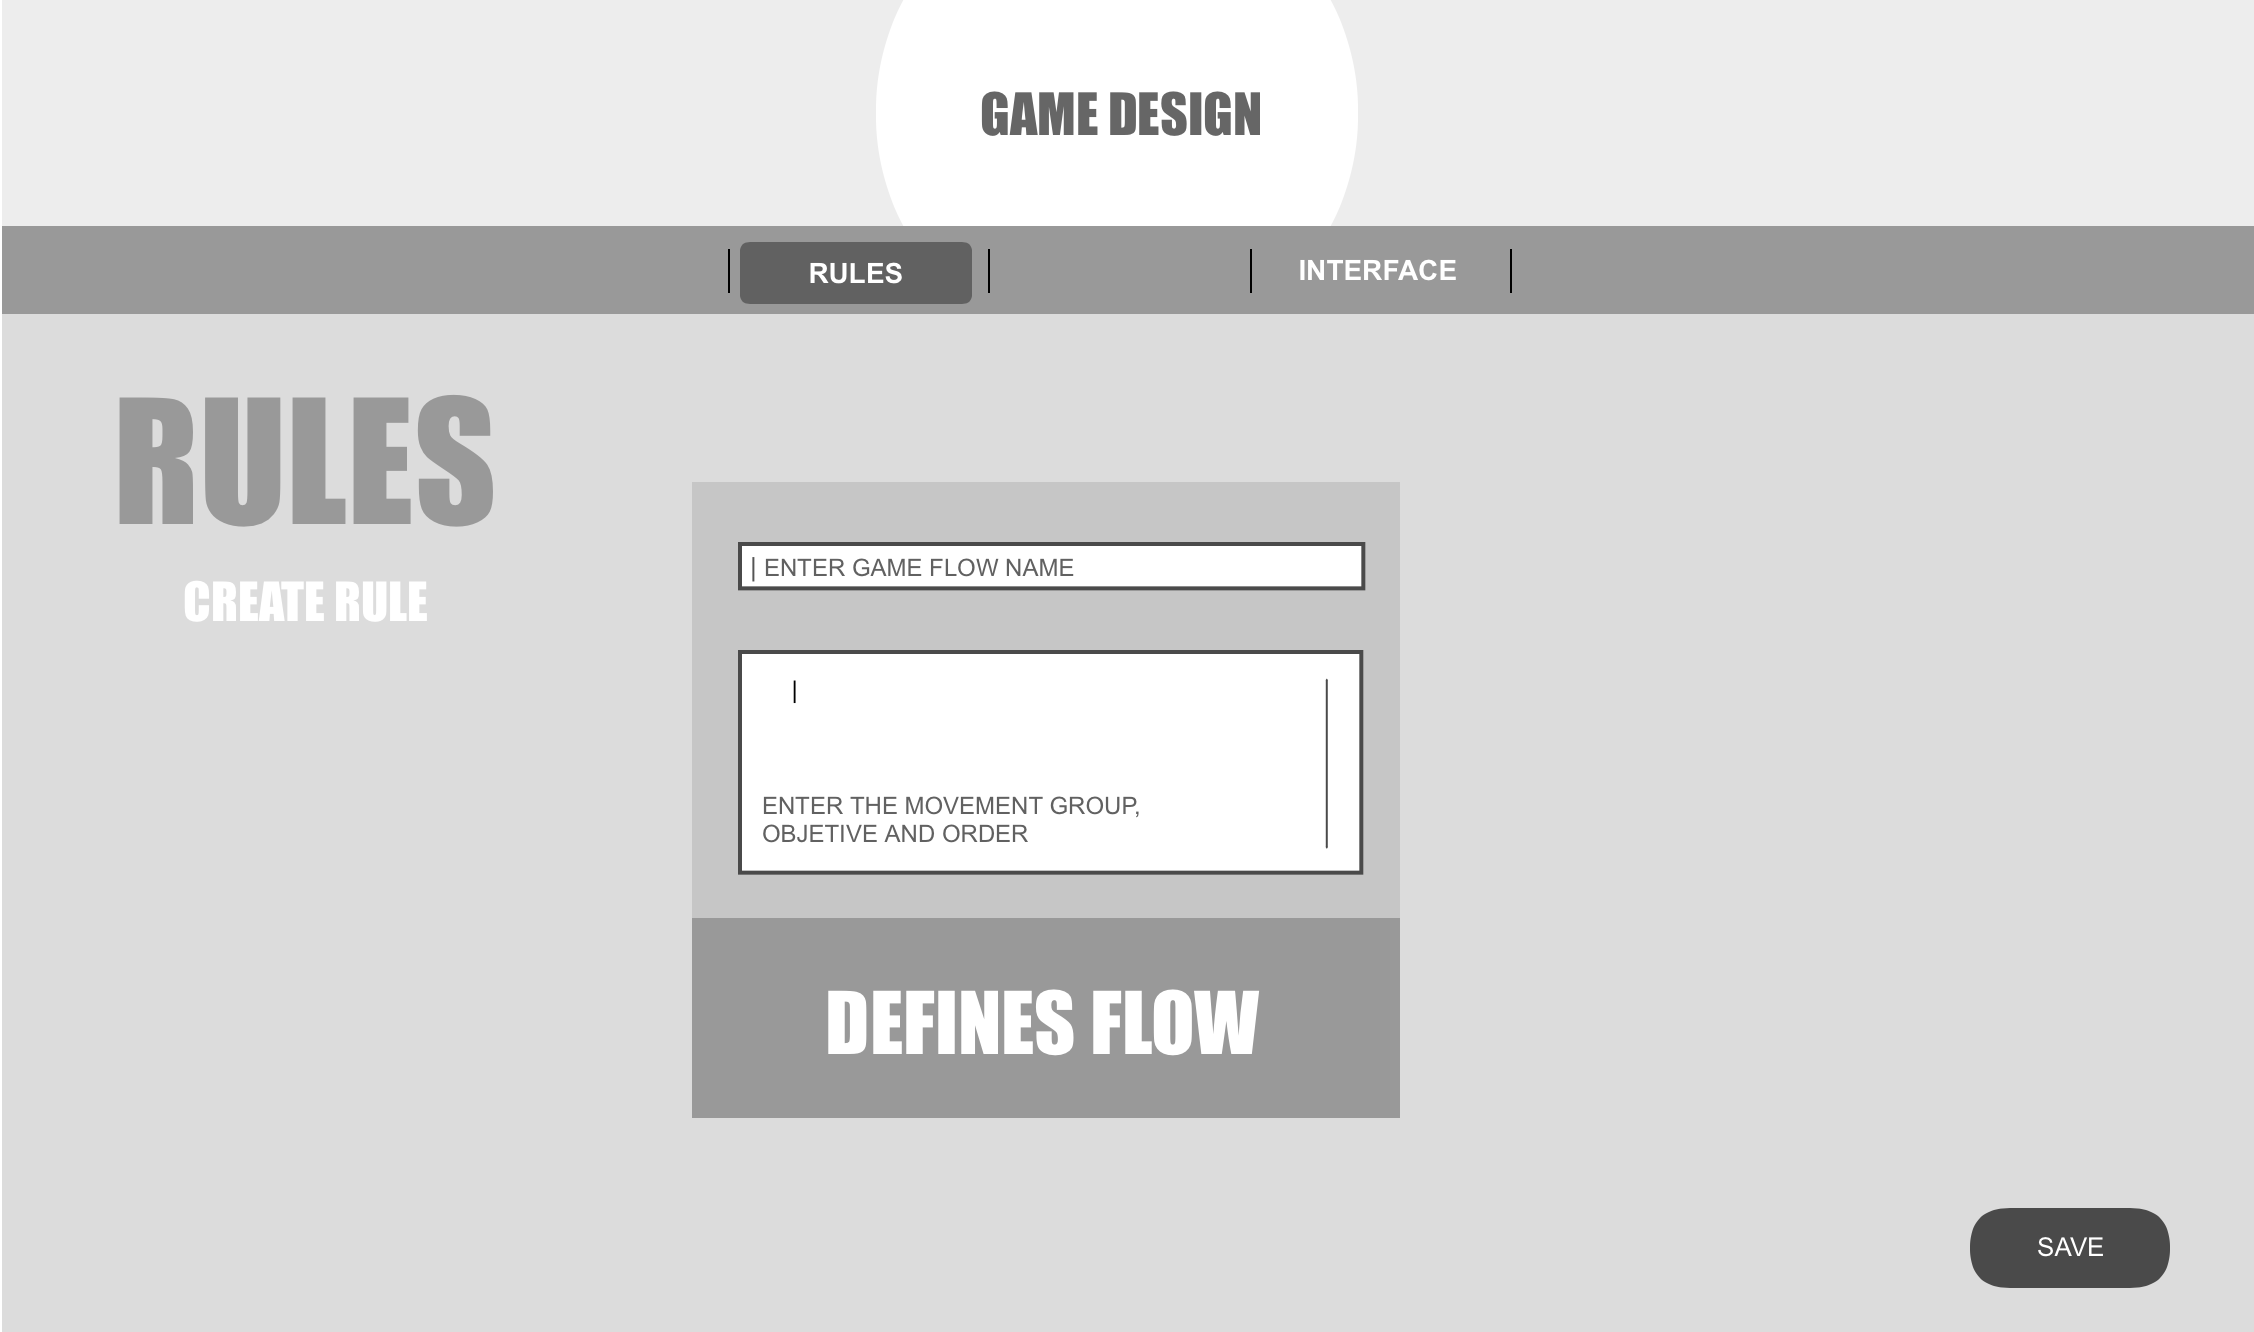 GAME DESIGN
RULES
INTERFACE
RULES
CREATE RULE
ENTER GAME FLOW NAME
ENTER THE MOVEMENT GROUP,
OBJETIVE AND ORDER
DEFINES FLOW
SAVE